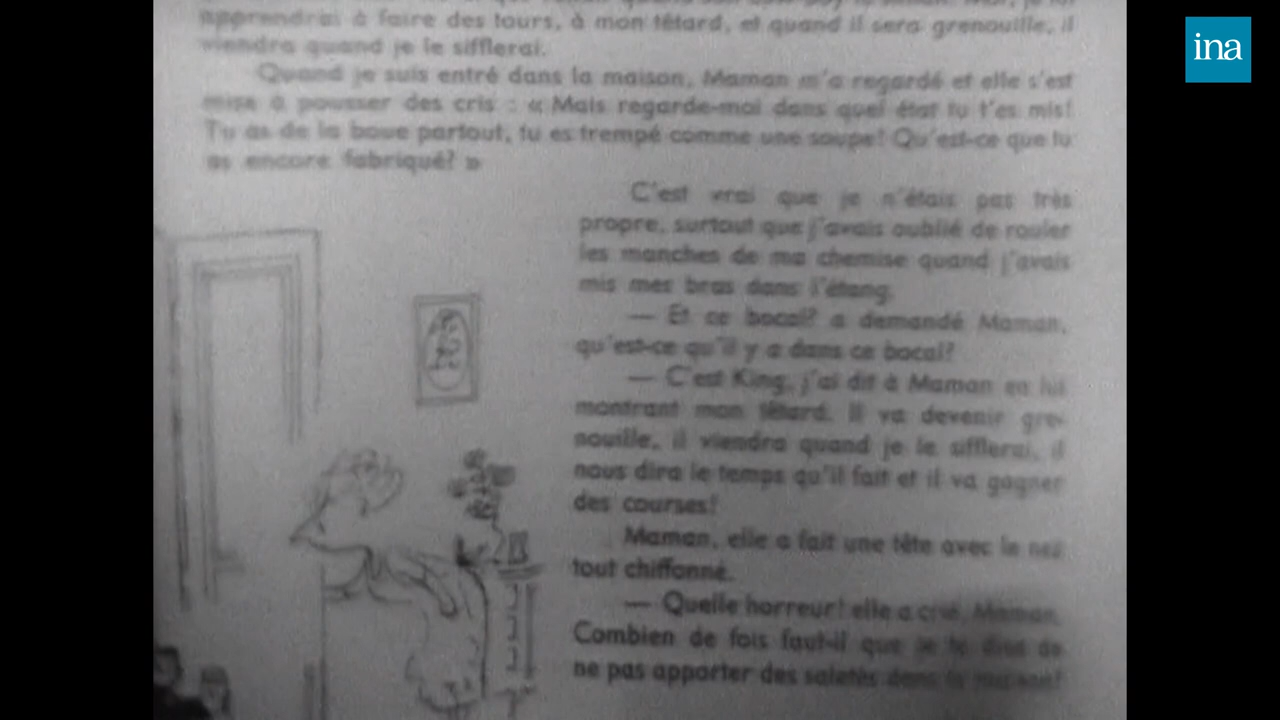 apprendrai à faire des tours, à mon têtard, et quand il sera grenouille, il
viendra quand je le sifflerai.
Quand je suis entré dans la maison, Maman m'a regardé et elle s'est
mise à pousser des cris : « Mais regarde-moi dans quel état tu t'es mis!
Tu as de la boue partout, tu es trempé comme une soupe! Qu'est-ce que tu
as encore fabriqué? »
C'est vrai que je n'étais pas très
propre, surtout que j'avais oublié de rouler
les manches de ma chemise quand j'avais
mis mes bras dans l'étang.
— Et ce bocal? a demandé Maman,
qu'est-ce qu'il y a dans ce bocal?
— C'est King, j'ai dit à Maman en lui
montrant mon têtard. Il va devenir gre-
nouille, il viendra quand je le sifflerai, il
nous dira le temps qu'il fait et il va gagner
des courses!
Maman, elle a fait une tête avec le nez
tout chiffonné.
— Quelle horreur! elle a crié, Maman.
Combien de fois faut-il que je te dise de
ne pas apporter des saletés dans la maison!
ina